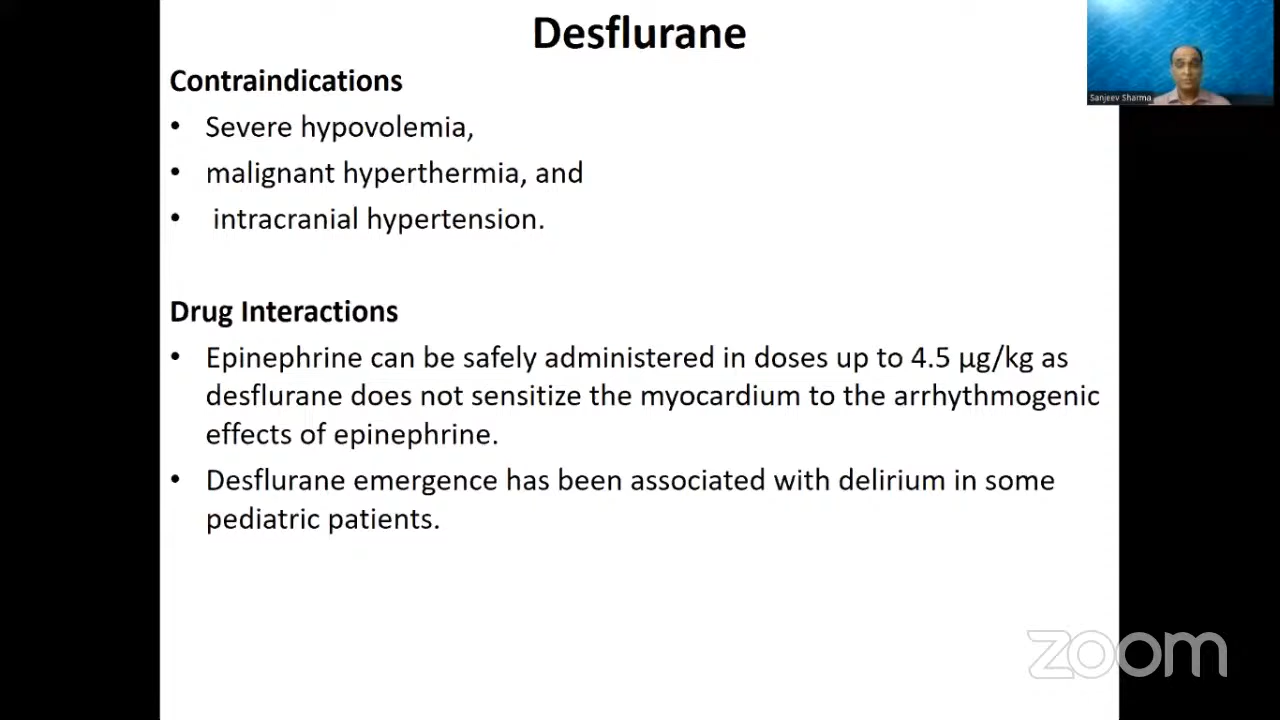 Desflurane
Sanjeev Sharma
Contraindications
• Severe hypovolemia,
• malignant hyperthermia, and
• intracranial hypertension.
Drug Interactions
• Epinephrine can be safely administered in doses up to 4.5 µg/kg as
desflurane does not sensitize the myocardium to the arrhythmogenic
effects of epinephrine.
• Desflurane emergence has been associated with delirium in some
pediatric patients.
zoom